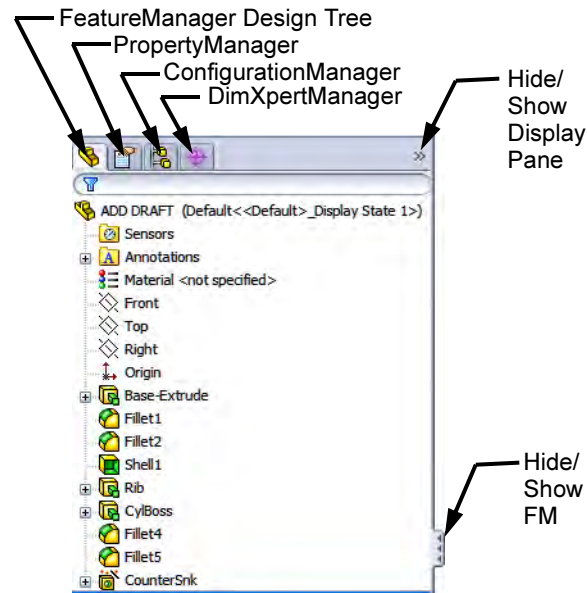 FeatureManager Design Tree
PropertyManager
ConfigurationManager
DimXpertManager
Hide/
Show
Display
Pane
»
ADD DRAFT (Default<<Default>_Display State 1>)
Sensors
A Annotations
Material <not specified>
Front
Top
Right
Origin
Base-Extrude
Fillet1
Fillet2
Shell1
Rib
CylBoss
Fillet4
Fillet5
CounterSnk
Hide/
Show
FM